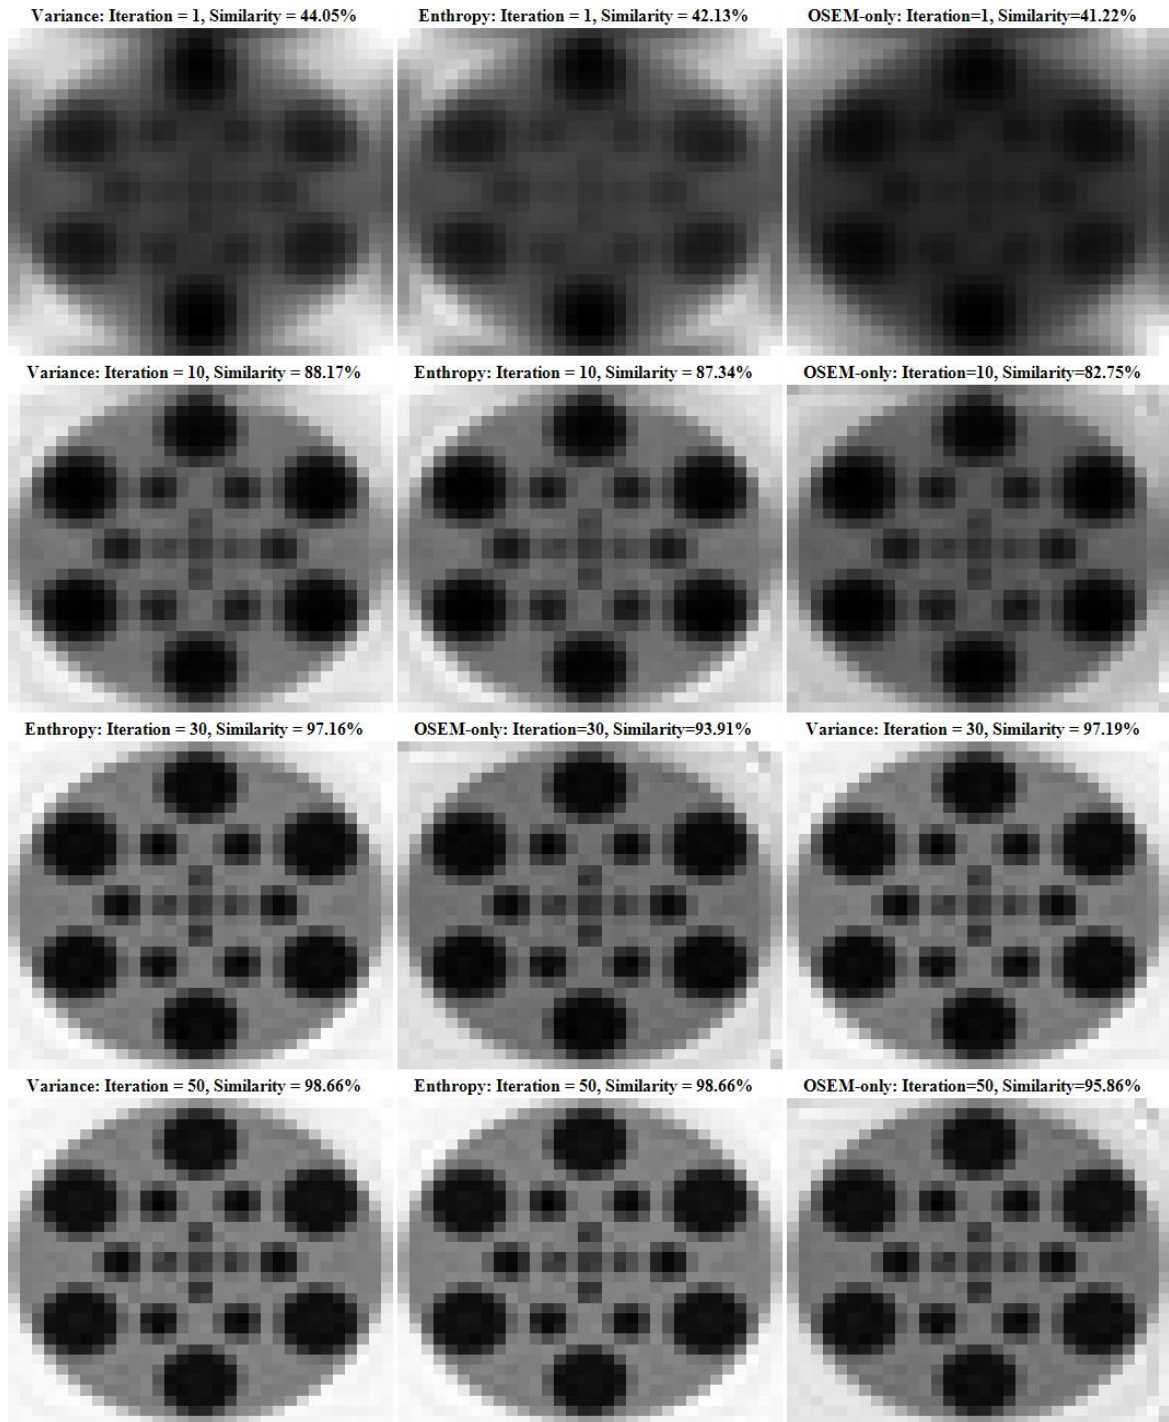 Variance: Iteration = 1, Similarity = 44.05%
Enthropy: Iteration = 1, Similarity = 42.13%
OSEM-only: Iteration=1, Similarity=41.22%
Variance: Iteration = 10, Similarity = 88.17%
Enthropy: Iteration = 10, Similarity = 87.34%
OSEM-only: Iteration=10, Similarity=82.75%
Enthropy: Iteration = 30, Similarity = 97.16%
OSEM-only: Iteration=30, Similarity=93.91%
Variance: Iteration = 30, Similarity = 97.19%
Variance: Iteration = 50, Similarity = 98.66%
Enthropy: Iteration = 50, Similarity = 98.66%
OSEM-only: Iteration=50, Similarity=95.86%